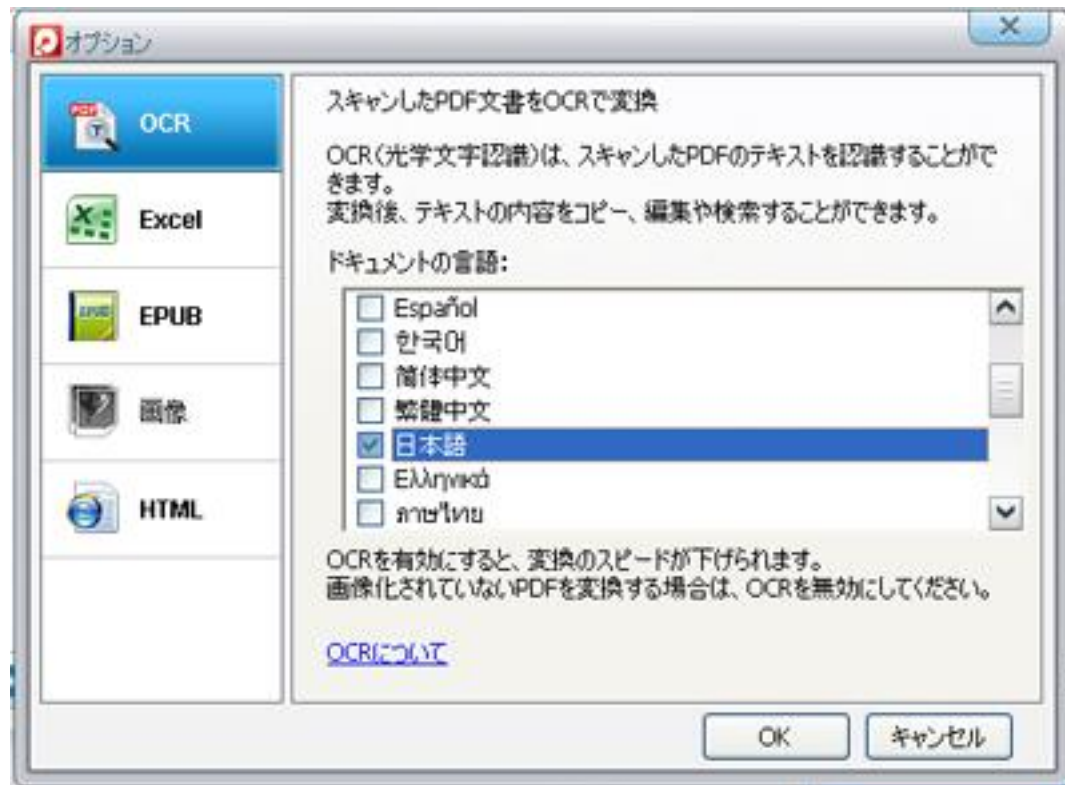 オプション
OCR
Excel
EPUB
画像
HTML
スキャンしたPDF文書をOCRで変換
OCR(光学文字認識)は、スキャンしたPDFのテキストを認識することがで
きます。
変換後、テキストの内容をコピー、編集や検索することができます。
ドキュメントの言語:
Español
한국어
简体中文
繁體中文
日本語
Ελληνικά
ภาษาไทย
OCRを有効にすると、変換のスピードが下げられます。
画像化されていないPDFを変換する場合は、OCRを無効にしてください。
OCRについて
OK
キャンセル